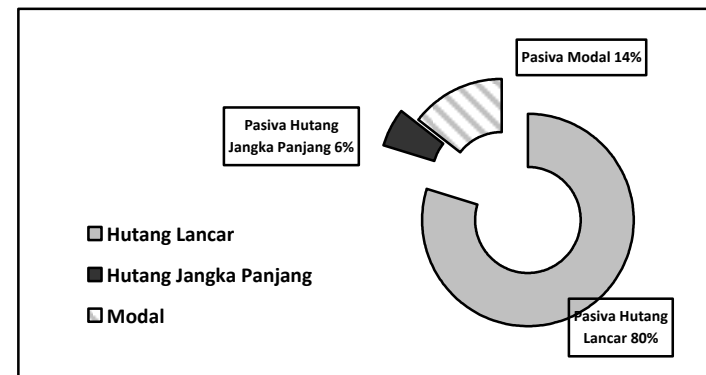 Pasiva Modal 14%
Pasiva Hutang
Jangka Panjang 6%
Hutang Lancar
Hutang Jangka Panjang
Modal
Pasiva Hutang
Lancar 80%